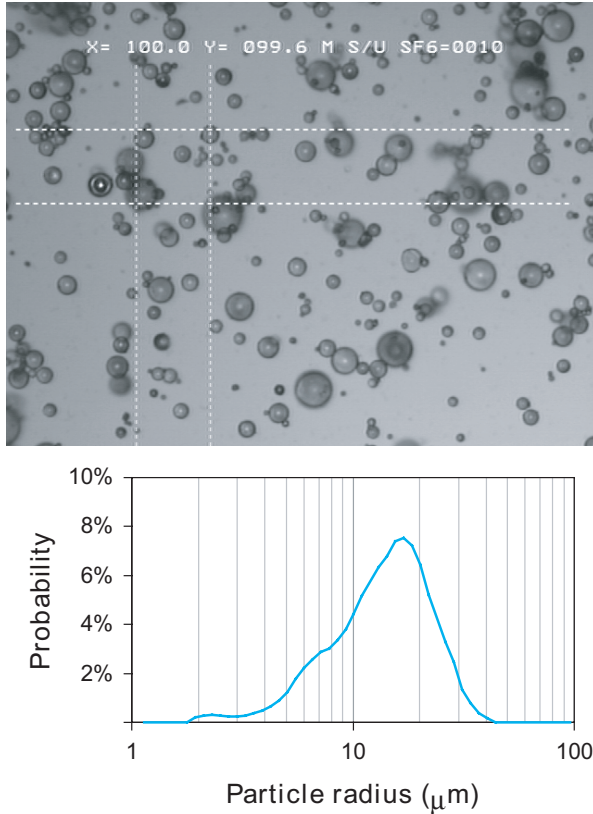 X= 100.0 Y= 099.6 M S/U SF6=0010
10%
8%
6%
4%
2%
Probability
1 10 100
Particle radius (μm)